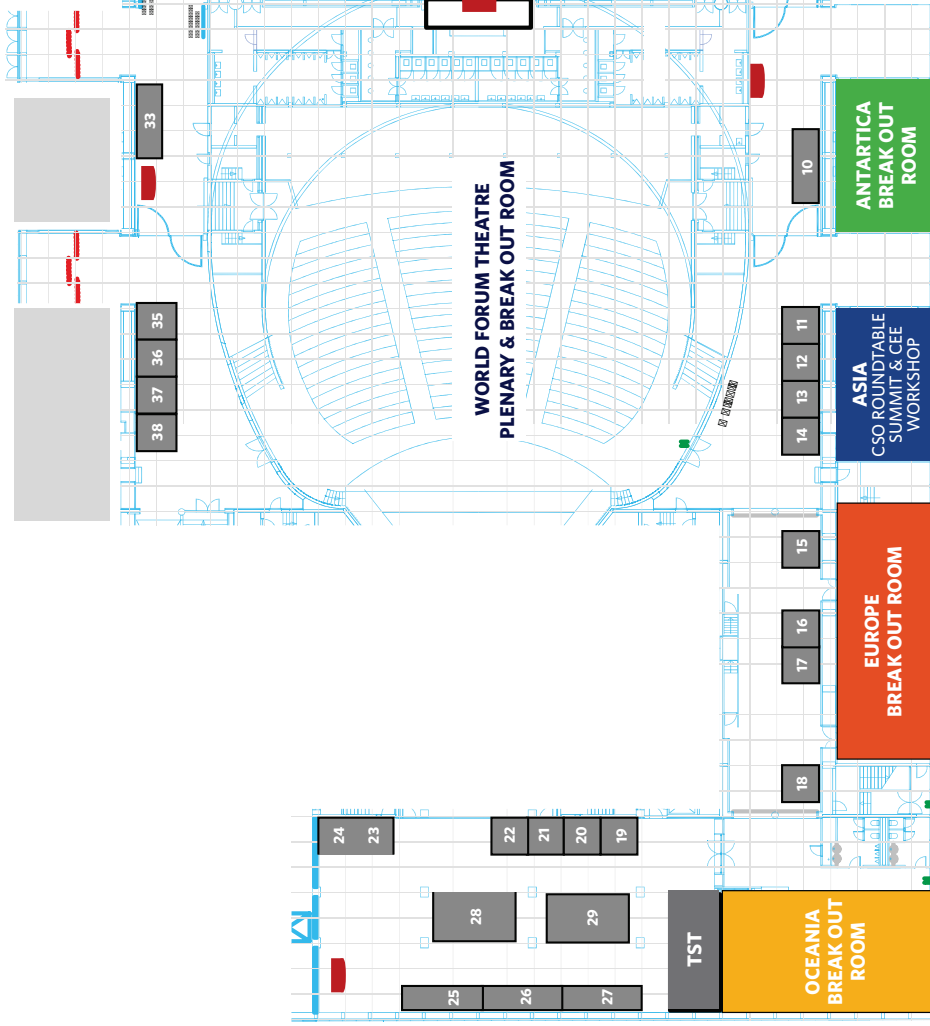 33
35
36
37
38
WORLD FORUM THEATRE
PLENARY & BREAK OUT ROOM
10
11
12
13
14
15
16
17
18
ANTARTICA
BREAK OUT
ROOM
ASIA
CSO ROUNDTABLE
SUMMIT & CEE
WORKSHOP
EUROPE
BREAK OUT ROOM
24
23
22
21
20
19
28
29
25
26
27
TST
OCEANIA
BREAK OUT
ROOM